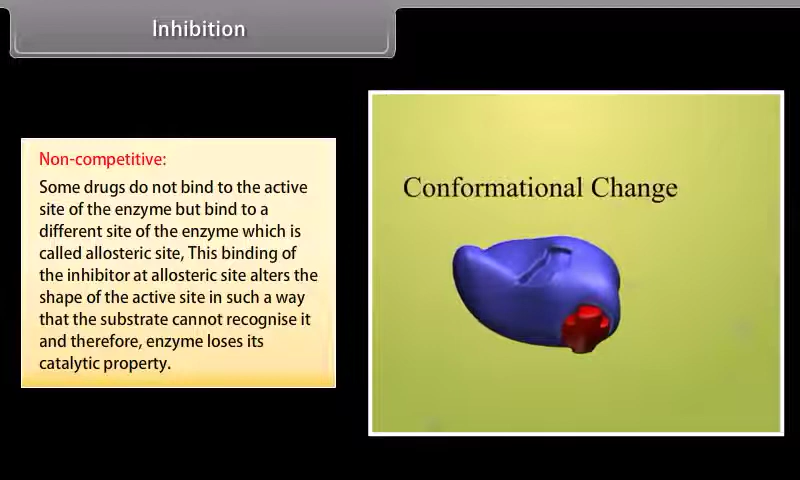 Inhibition
Non-competitive:
Some drugs do not bind to the active
site of the enzyme but bind to a
different site of the enzyme which is
called allosteric site, This binding of
the inhibitor at allosteric site alters the
shape of the active site in such a way
that the substrate cannot recognise it
and therefore, enzyme loses its
catalytic property.
Conformational Change